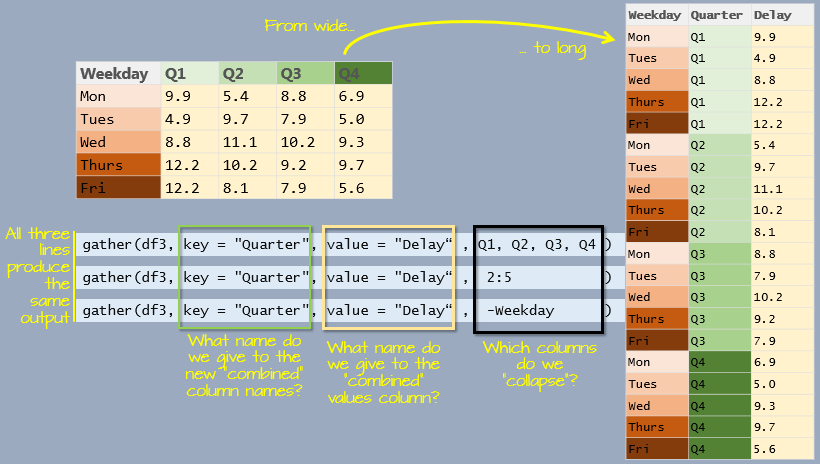 From wide...
... to long
Weekday Q1 Q2 Q3 Q4
Mon 9.9 5.4 8.8 6.9
Tues 4.9 9.7 7.9 5.0
Wed 8.8 11.1 10.2 9.3
Thurs 12.2 10.2 9.2 9.7
Fri 12.2 8.1 7.9 5.6
All three
lines
produce
the
same
output
gather(df3, key = "Quarter", value = "Delay“ , Q1, Q2, Q3, Q4 )
gather(df3, key = "Quarter", value = "Delay“ , 2:5 )
gather(df3, key = "Quarter", value = "Delay“ , -Weekday )
What name do
we give to the
new "combined"
column names?
What name do
we give to the
"combined"
values column?
Which columns
do we
"collapse"?
Weekday Quarter Delay
Mon Q1 9.9
Tues Q1 4.9
Wed Q1 8.8
Thurs Q1 12.2
Fri Q1 12.2
Mon Q2 5.4
Tues Q2 9.7
Wed Q2 11.1
Thurs Q2 10.2
Fri Q2 8.1
Mon Q3 8.8
Tues Q3 7.9
Wed Q3 10.2
Thurs Q3 9.2
Fri Q3 7.9
Mon Q4 6.9
Tues Q4 5.0
Wed Q4 9.3
Thurs Q4 9.7
Fri Q4 5.6